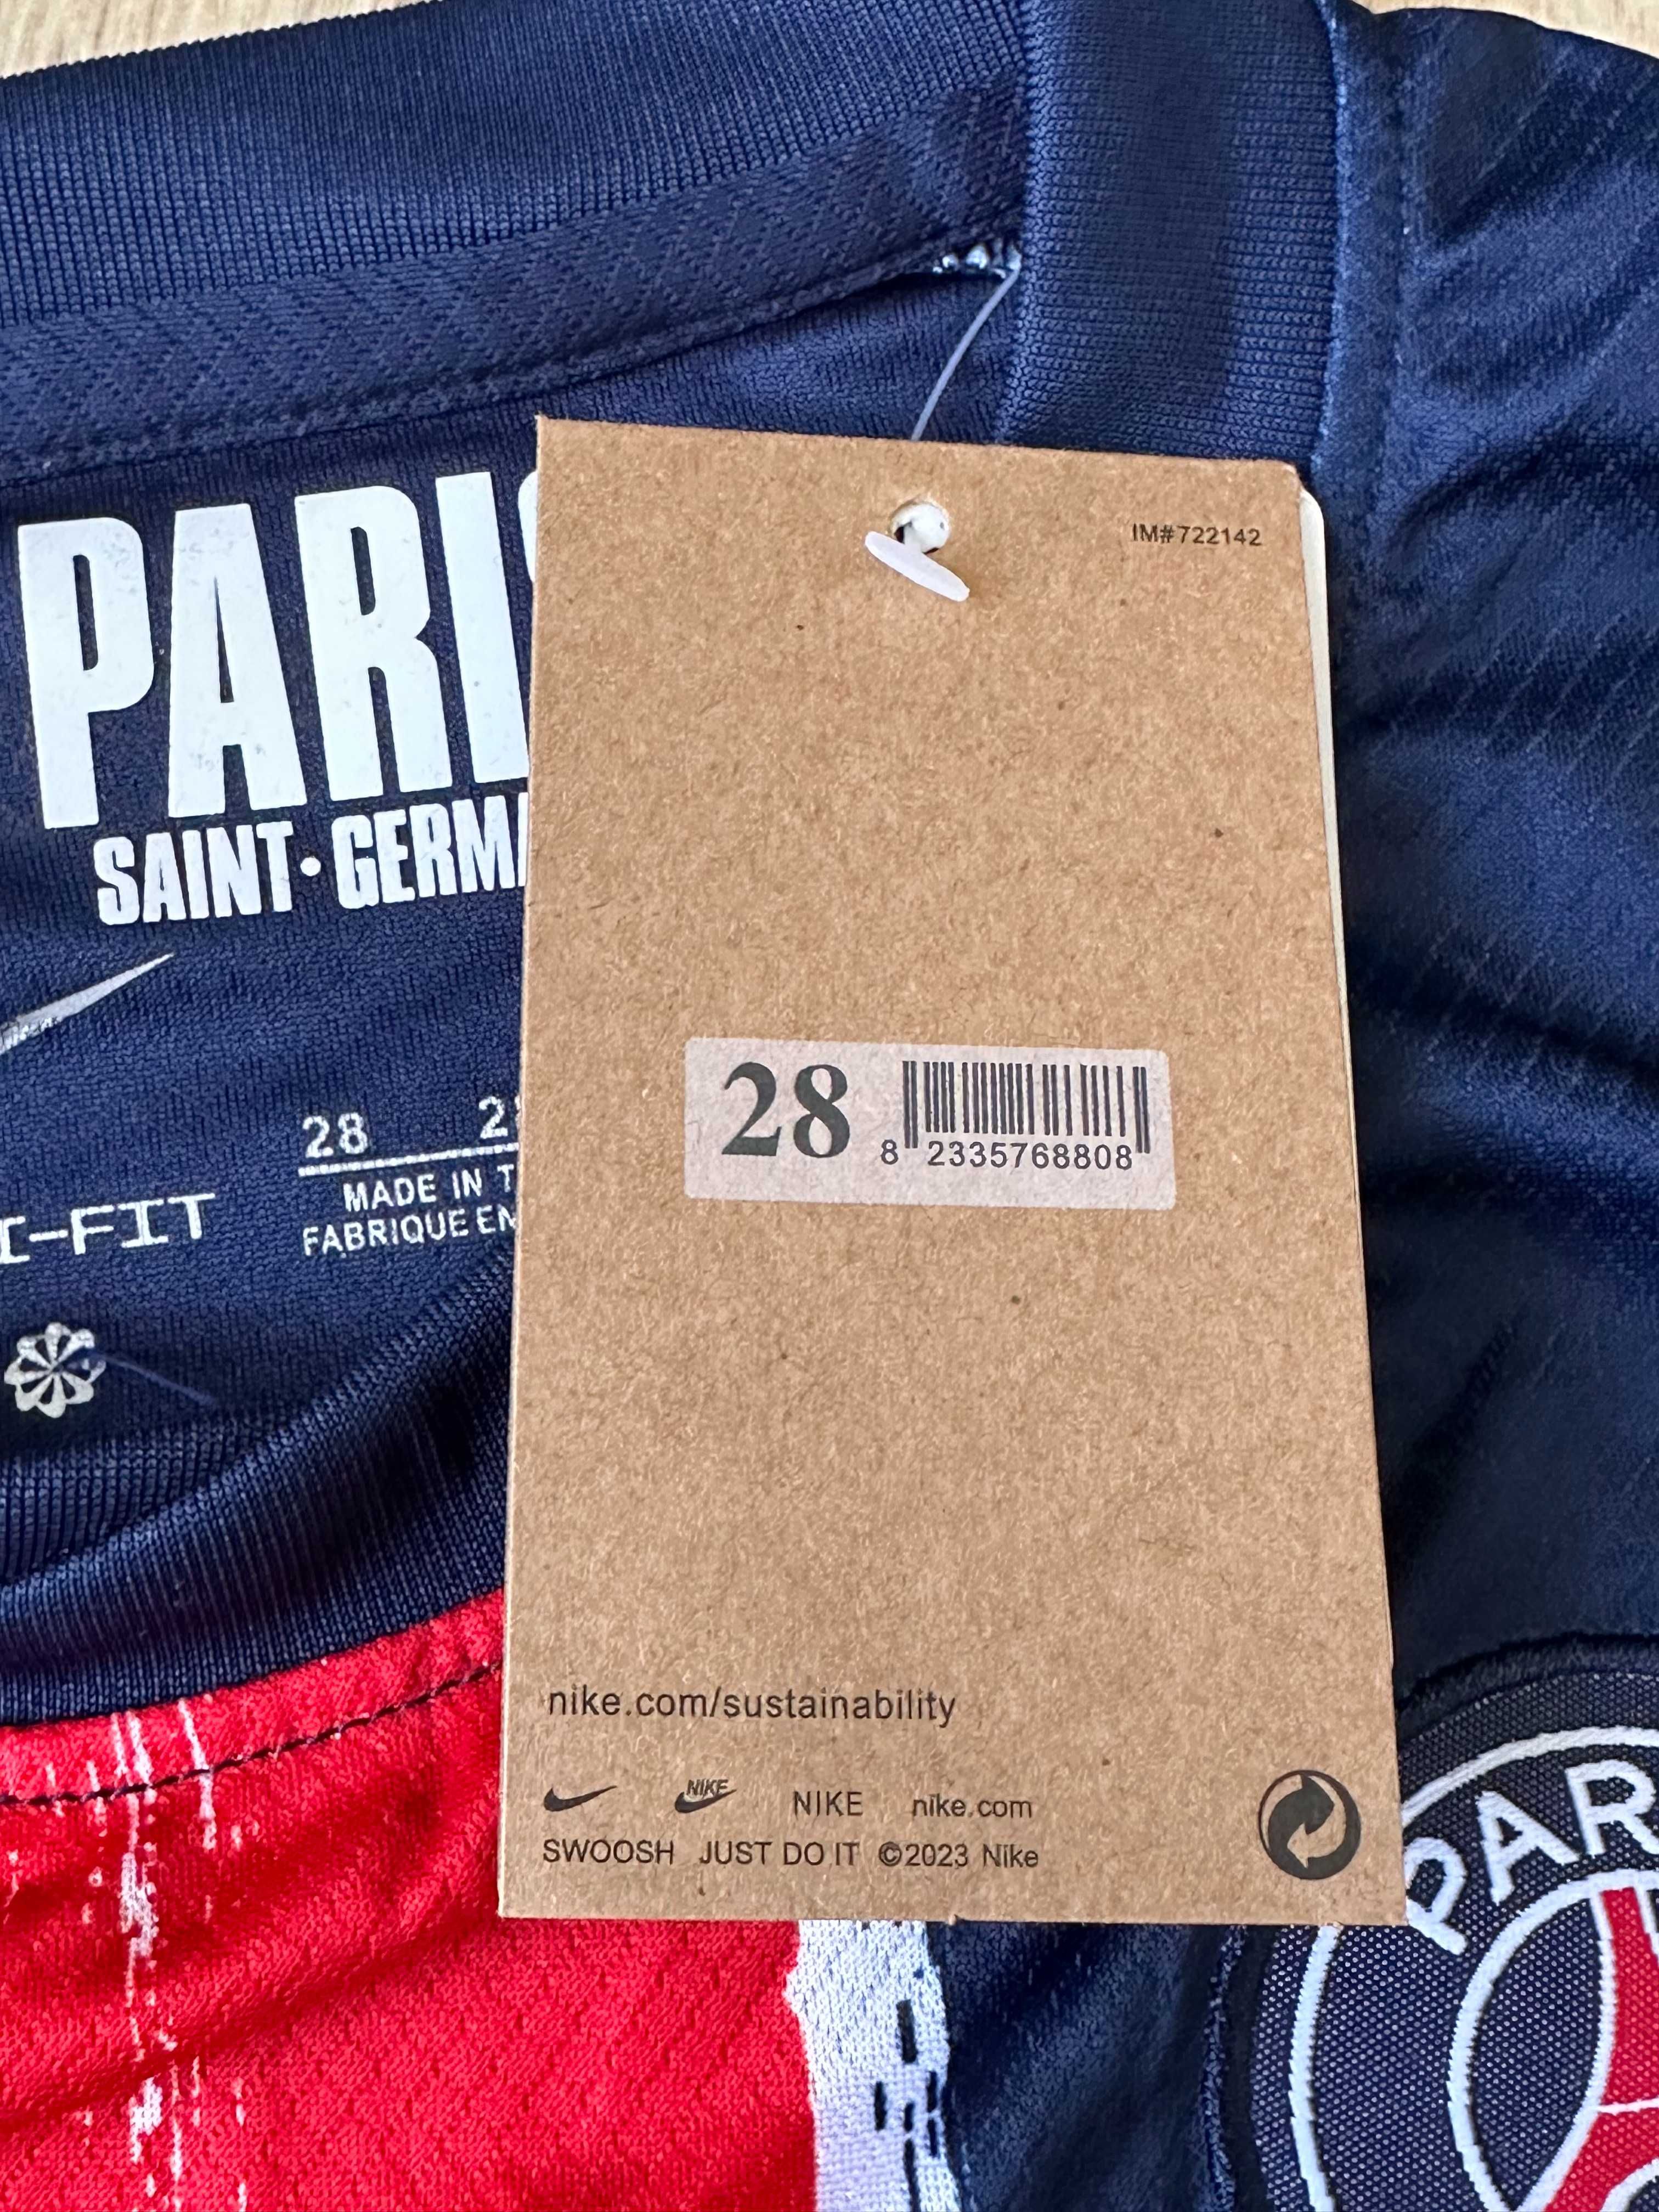 IM#722142
PARIS
SAINT·GERM
28
28
MADE IN T
FABRIQUE EN
I-FIT
28
8 2335768808
nike.com/sustainability
NIKE NIKE nike.com
SWOOSH JUST DO IT ©2023 Nike
PAR